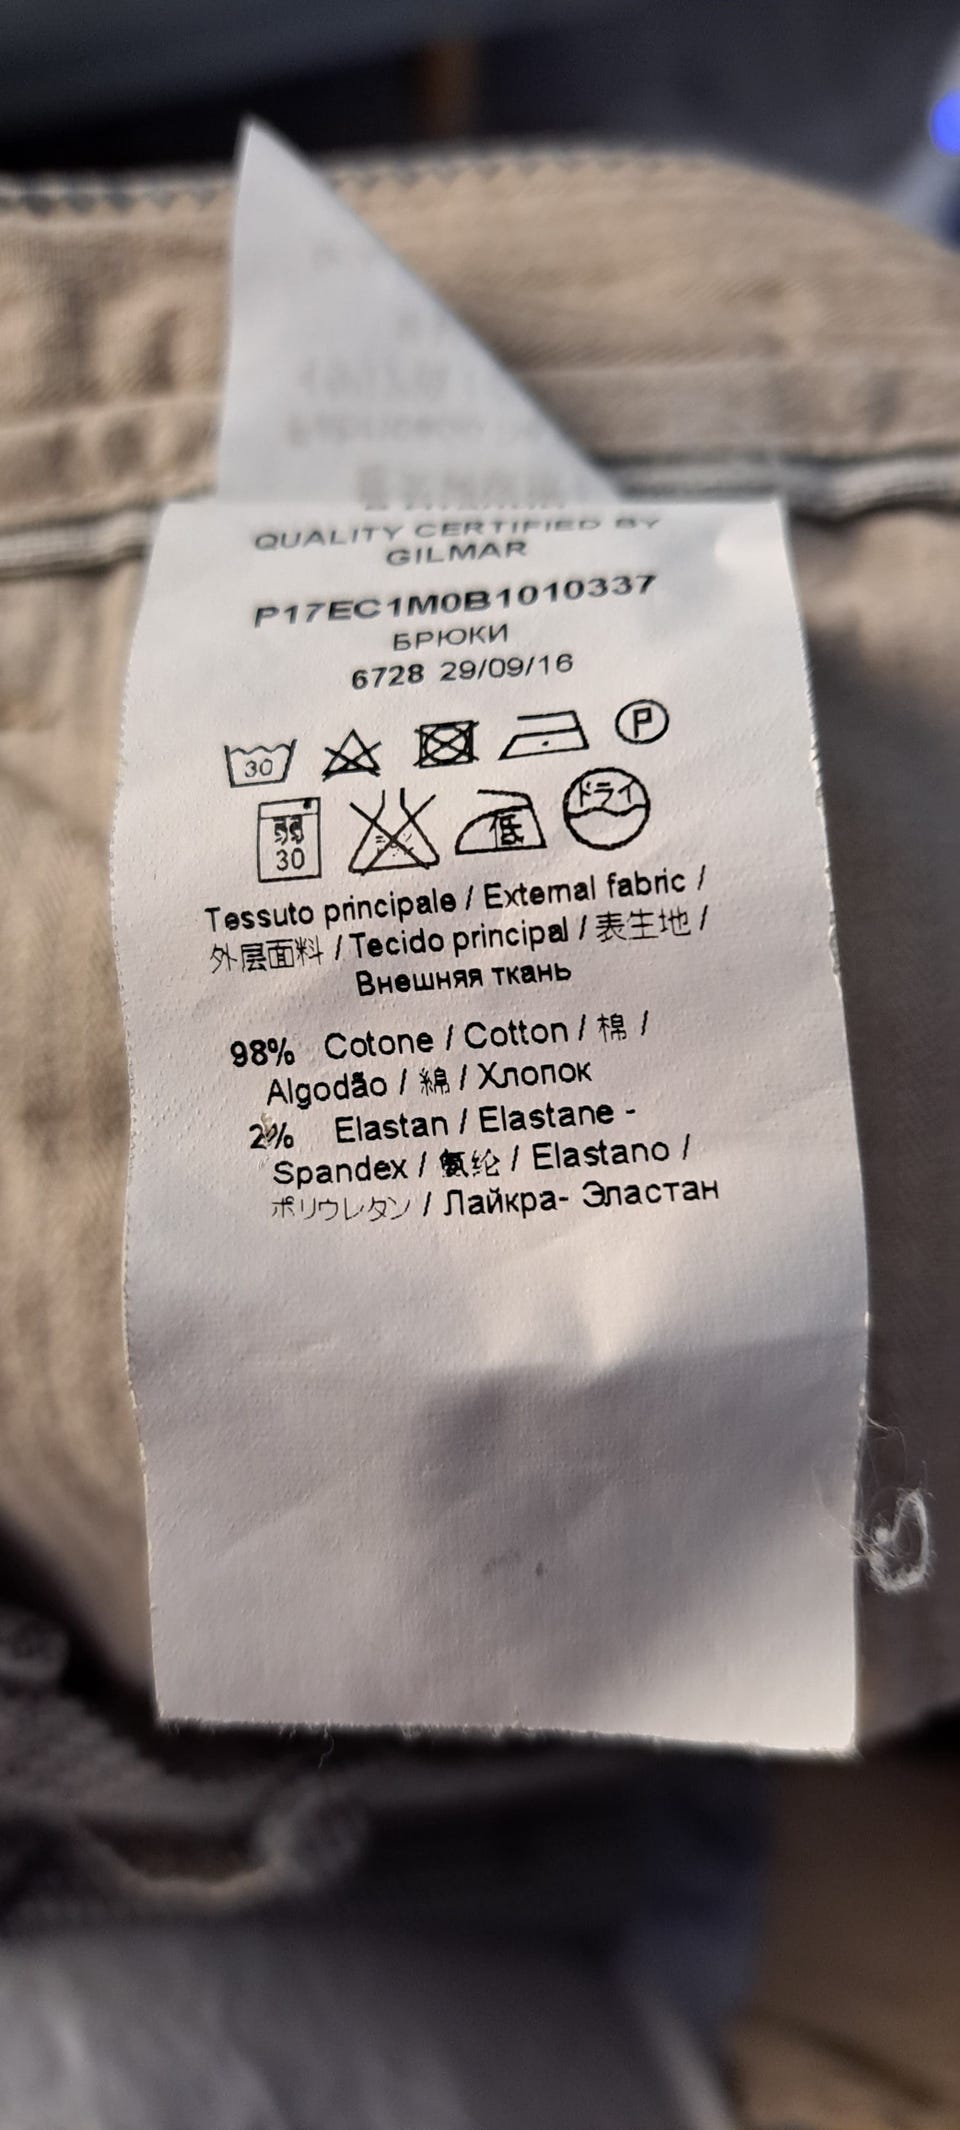 QUALITY CERTIFIED BY
GILMAR
P17EC1M0B1010337
БРЮКИ
6728 29/09/16
30 P
弱 30 低 ドライ
Tessuto principale / External fabric /
外层面料 / Tecido principal / 表生地 /
Внешняя ткань
98% Cotone / Cotton / 棉 /
Algodão / 綿 / Хлопок
2% Elastan / Elastane -
Spandex / 氨纶 / Elastano /
ポリウレタン / Лайкра- Эластан